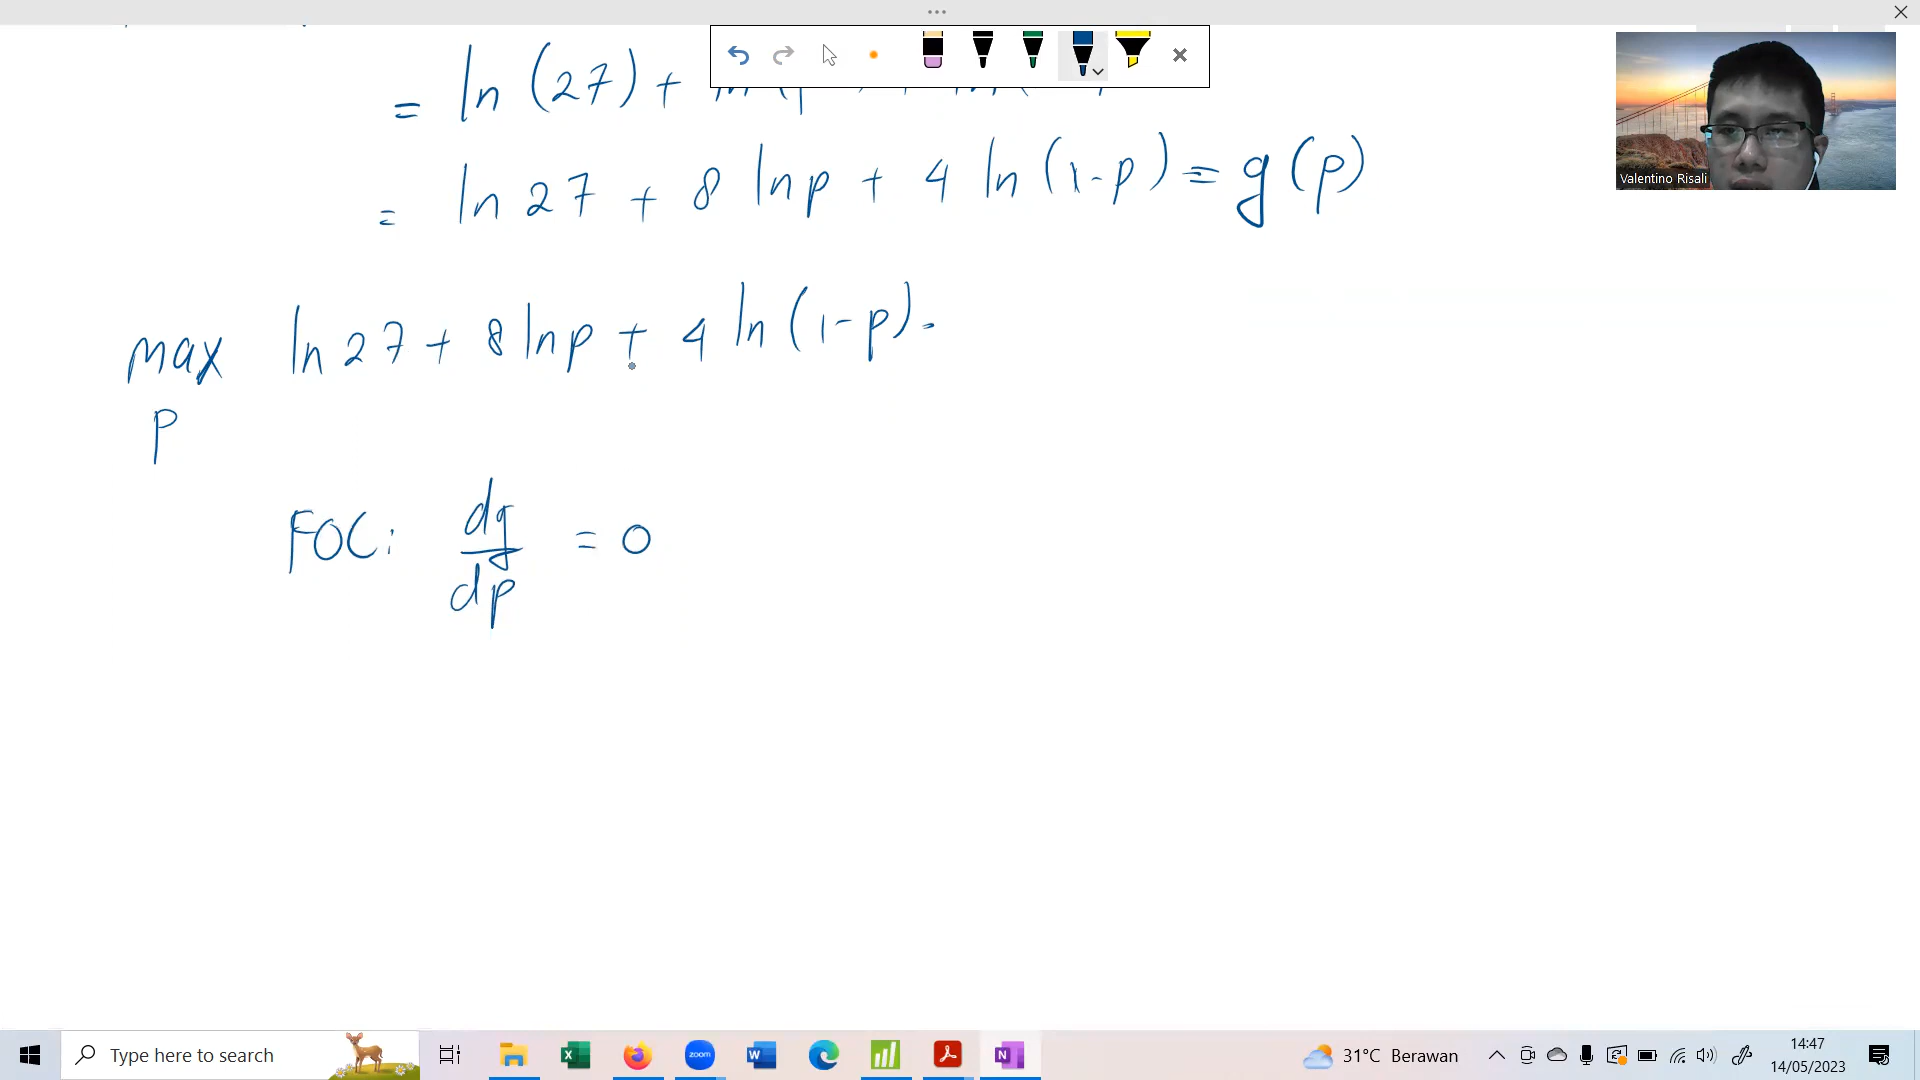 = ln (27) +
= ln 27 + 8 ln p + 4 ln (1-p) = g (p)
max ln 27 + 8 ln p + 4 ln (1-p).
p
FOC: dg = 0
dp
Valentino Risali
Type here to search
zoom
31°C Berawan
14:47
14/05/2023